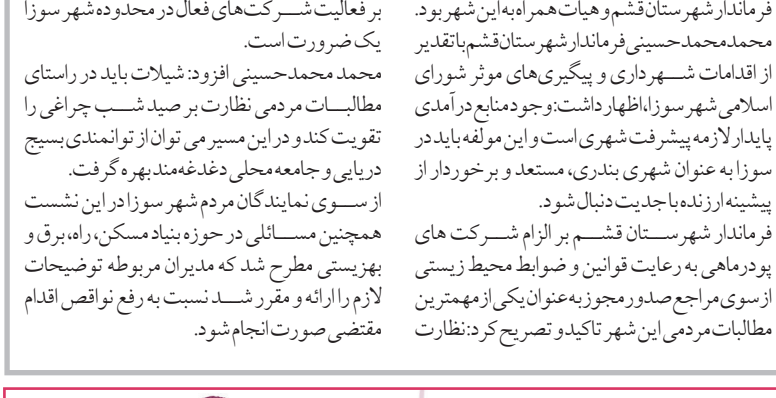 فرماندار شهرستان قشم و هیات همراه به این شهر بود.
محمد محمدحسینی فرماندار شهرستان قشم با تقدیر
از اقدامات شهرداری و پیگیری‌های موثر شورای
اسلامی شهر سوزا، اظهار داشت: وجود منابع درآمدی
پایدار لازمه پیشرفت شهری است و این مولفه باید در
سوزا به عنوان شهری بندری، مستعد و برخوردار از
پیشینه ارزنده با جدیت دنبال شود.
فرماندار شهرستان قشم بر الزام شرکت های
پودرماهی به رعایت قوانین و ضوابط محیط زیستی
از سوی مراجع صدور مجوز به عنوان یکی از مهمترین
مطالبات مردمی این شهر تاکید و تصریح کرد: نظارت
بر فعالیت شرکت‌های فعال در محدوده شهر سوزا
یک ضرورت است.
محمد محمدحسینی افزود: شیلات باید در راستای
مطالبات مردمی نظارت بر صید شب چراغی را
تقویت کند و در این مسیر می توان از توانمندی بسیج
دریایی و جامعه محلی دغدغه‌مند بهره گرفت.
از سوی نمایندگان مردم شهر سوزا در این نشست
همچنین مسائلی در حوزه بنیاد مسکن، راه، برق و
بهزیستی مطرح شد که مدیران مربوطه توضیحات
لازم را ارائه و مقرر شد نسبت به رفع نواقص اقدام
مقتضی صورت انجام شود.